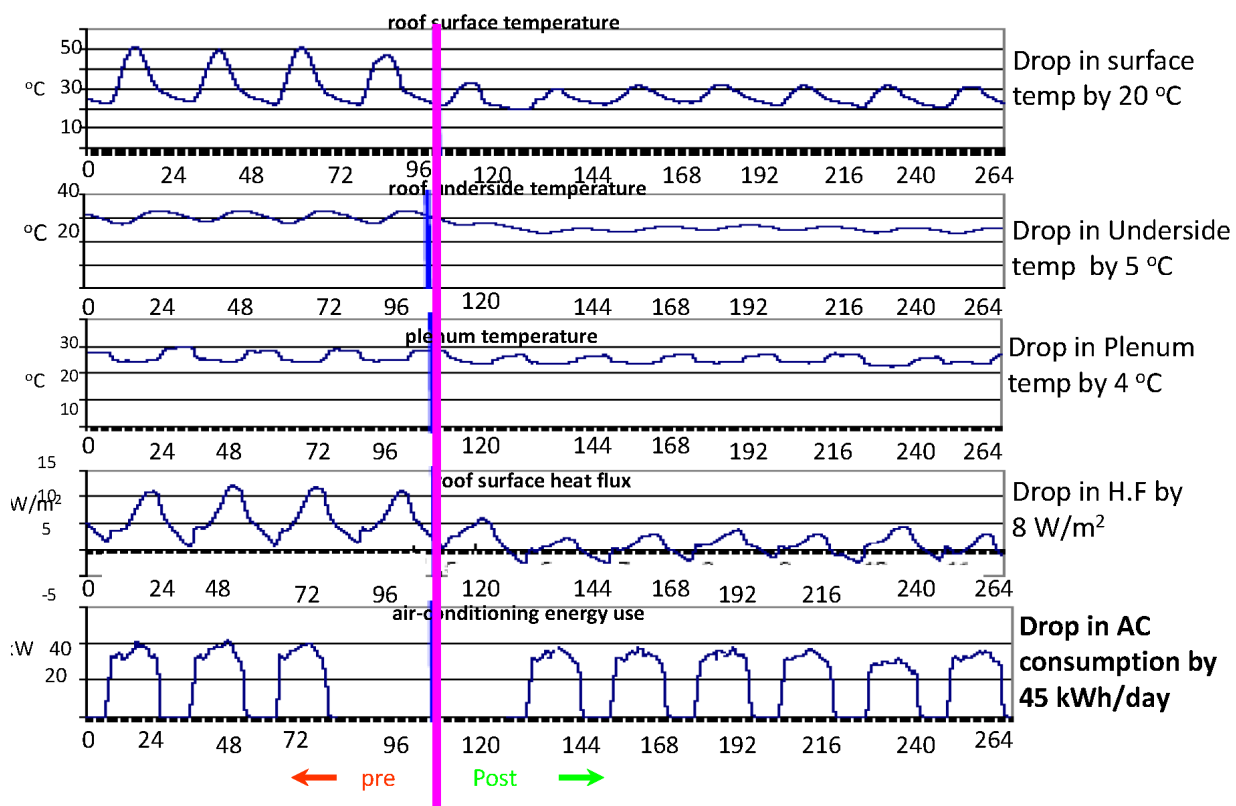 roof surface temperature
50
30
10
°C
0 24 48 72 96 120 144 168 192 216 240 264
Drop in surface
temp by 20 °C
roof underside temperature
40
20
°C
0 24 48 72 96 120 144 168 192 216 240 264
Drop in Underside
temp by 5 °C
plenum temperature
30
20
10
°C
0 24 48 72 96 120 144 168 192 216 240 264
Drop in Plenum
temp by 4 °C
roof surface heat flux
15
10
5
-5
W/m²
0 24 48 72 96 120 144 168 192 216 240 264
Drop in H.F by
8 W/m²
air-conditioning energy use
40
20
W
0 24 48 72 96 120 144 168 192 216 240 264
Drop in AC
consumption by
45 kWh/day
pre Post